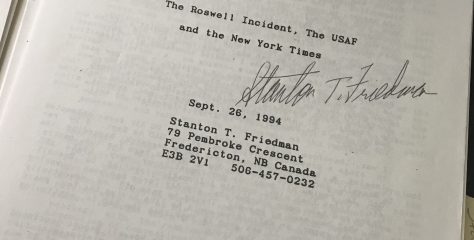 The Roswell Incident, The USAF
and the New York Times
Stanton T. Friedman
Sept. 26, 1994
Stanton T. Friedman
79 Pembroke Crescent
Fredericton, NB Canada
E3B 2V1 506-457-0232